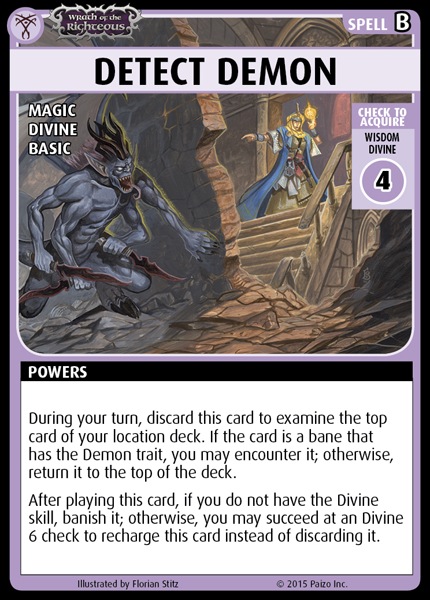 Wrath of the
Righteous
SPELL B
DETECT DEMON
MAGIC
DIVINE
BASIC
CHECK TO
ACQUIRE
WISDOM
DIVINE
4
POWERS
During your turn, discard this card to examine the top
card of your location deck. If the card is a bane that
has the Demon trait, you may encounter it; otherwise,
return it to the top of the deck.
After playing this card, if you do not have the Divine
skill, banish it; otherwise, you may succeed at an Divine
6 check to recharge this card instead of discarding it.
Illustrated by Florian Stitz
© 2015 Paizo Inc.